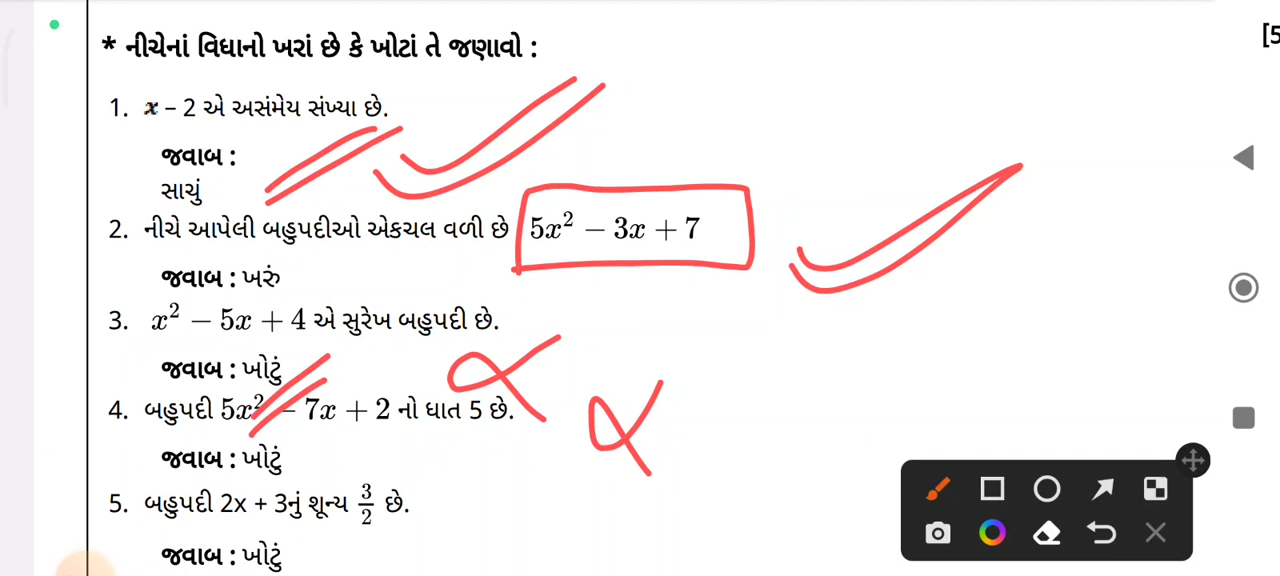 [5
* નીચેનાં વિધાનો ખરાં છે કે ખોટાં તે જણાવો :
1. x – 2 એ અસંમેય સંખ્યા છે.
જવાબ :
સાચું
2. નીચે આપેલી બહુપદીઓ એકચલ વળી છે 5x² − 3x + 7
જવાબ : ખરું
3. x² − 5x + 4 એ સુરેખ બહુપદી છે.
જવાબ : ખોટું
4. બહુપદી 5x² − 7x + 2 નો ઘાત 5 છે.
જવાબ : ખોટું
5. બહુપદી 2x + 3નું શૂન્ય 3/2 છે.
જવાબ : ખોટું